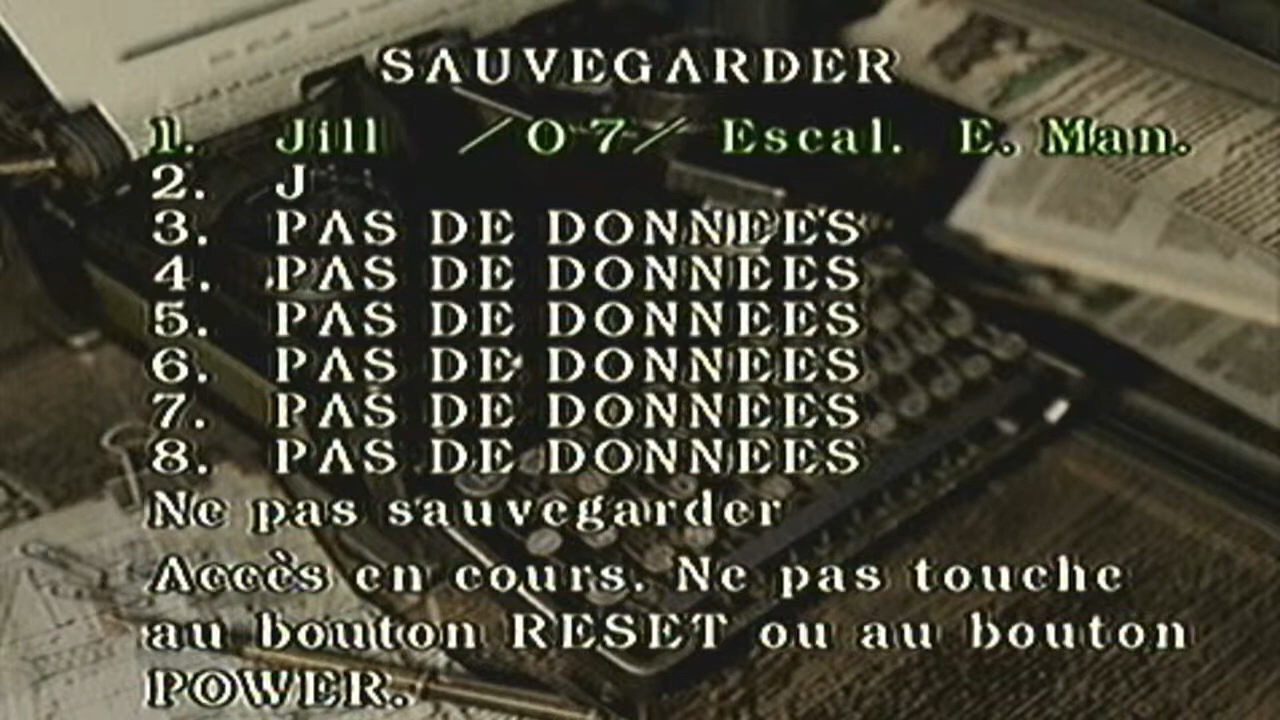 SAUVEGARDER
1. Jill / 07/ Escal. E. Man.
2. J
3. PAS DE DONNEES
4. PAS DE DONNEES
5. PAS DE DONNEES
6. PAS DE DONNEES
7. PAS DE DONNEES
8. PAS DE DONNEES
Ne pas sauvegarder
Accès en cours. Ne pas touche
au bouton RESET ou au bouton
POWER.